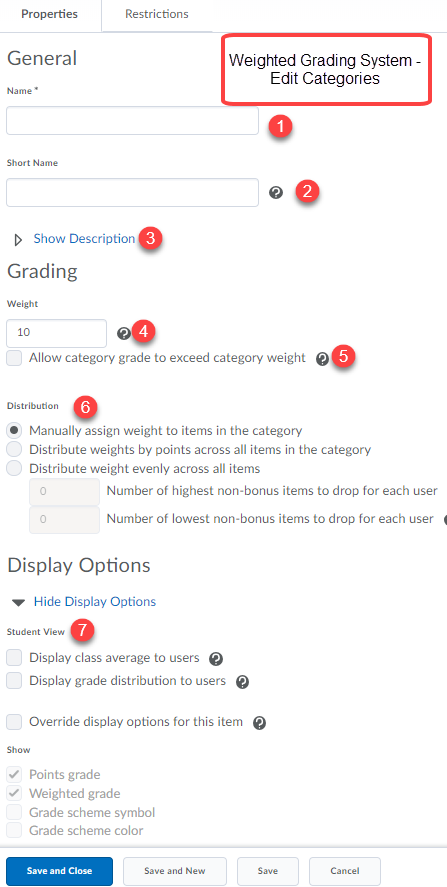 Properties Restrictions
General
Weighted Grading System -
Edit Categories
Name *
1
Short Name
2
Show Description 3
Grading
Weight
10 4
Allow category grade to exceed category weight 5
Distribution 6
Manually assign weight to items in the category
Distribute weights by points across all items in the category
Distribute weight evenly across all items
0 Number of highest non-bonus items to drop for each user
0 Number of lowest non-bonus items to drop for each user
Display Options
Hide Display Options
Student View 7
Display class average to users
Display grade distribution to users
Override display options for this item
Show
Points grade
Weighted grade
Grade scheme symbol
Grade scheme color
Save and Close Save and New Save Cancel